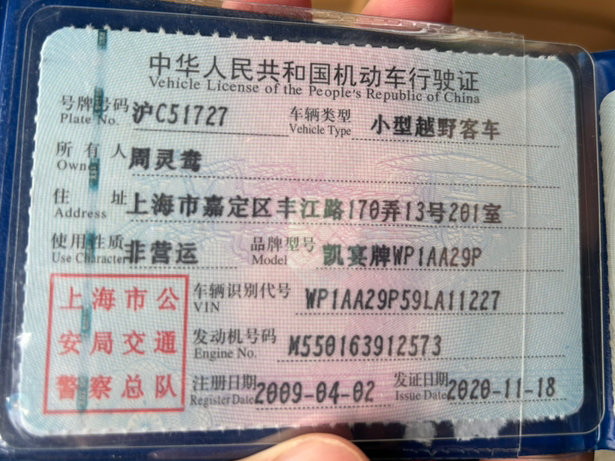 中华人民共和国机动车行驶证
Vehicle License of the People's Republic of China
号牌号码 Plate No. 沪C51727 车辆类型 Vehicle Type 小型越野客车
所有人 Owner 周灵鸯
住址 Address 上海市嘉定区丰江路170弄13号201室
使用性质 Use Character 非营运 品牌型号 Model 凯宴牌WP1AA29P
上海市公安局交通警察总队
车辆识别代号 VIN WP1AA29P59LA11227
发动机号码 Engine No. M550163912573
注册日期 Register Date 2009-04-02 发证日期 Issue Date 2020-11-18